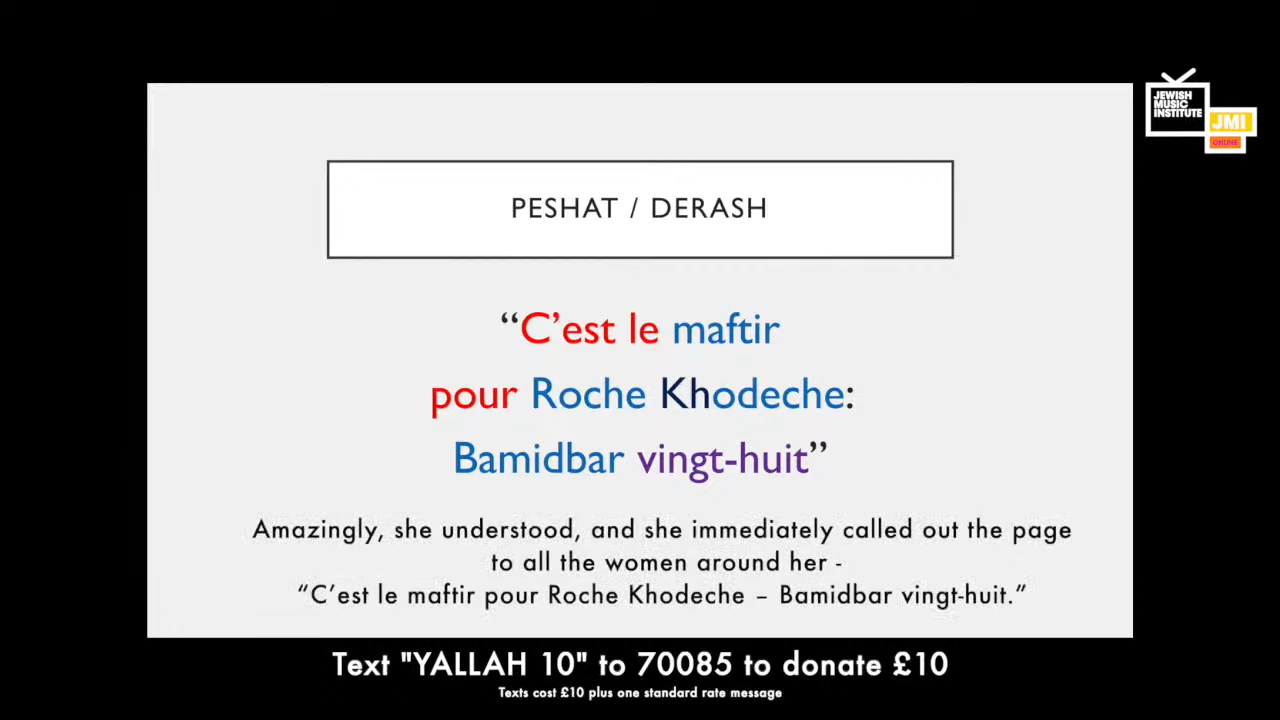 JEWISH
MUSIC
INSTITUTE
JMI
ONLINE
PESHAT / DERASH
“C’est le maftir
pour Roche Khodeche:
Bamidbar vingt-huit”
Amazingly, she understood, and she immediately called out the page
to all the women around her -
“C’est le maftir pour Roche Khodeche – Bamidbar vingt-huit.”
Text "YALLAH 10" to 70085 to donate £10
Texts cost £10 plus one standard rate message